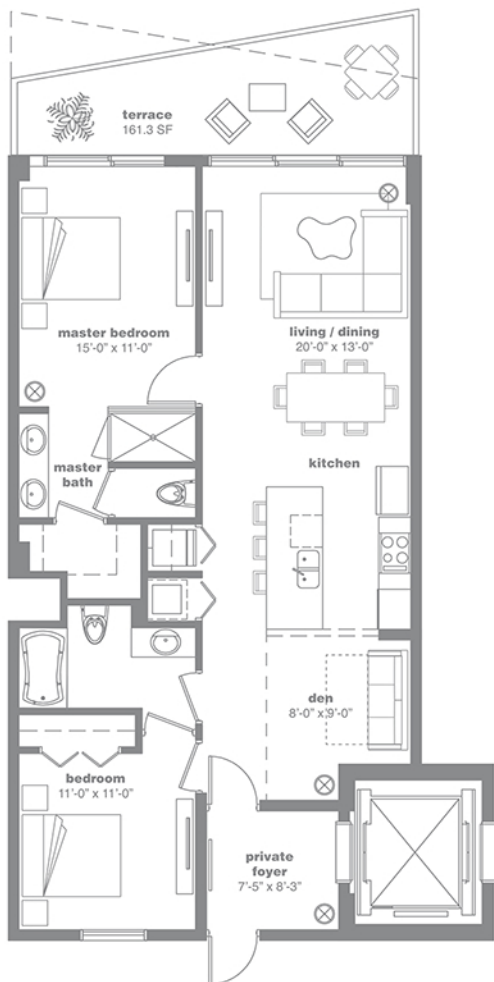 terrace
161.3 SF
master bedroom
15'-0" x 11'-0"
living / dining
20'-0" x 13'-0"
kitchen
master
bath
den
8'-0" x 9'-0"
bedroom
11'-0" x 11'-0"
private
foyer
7'-5" x 8'-3"